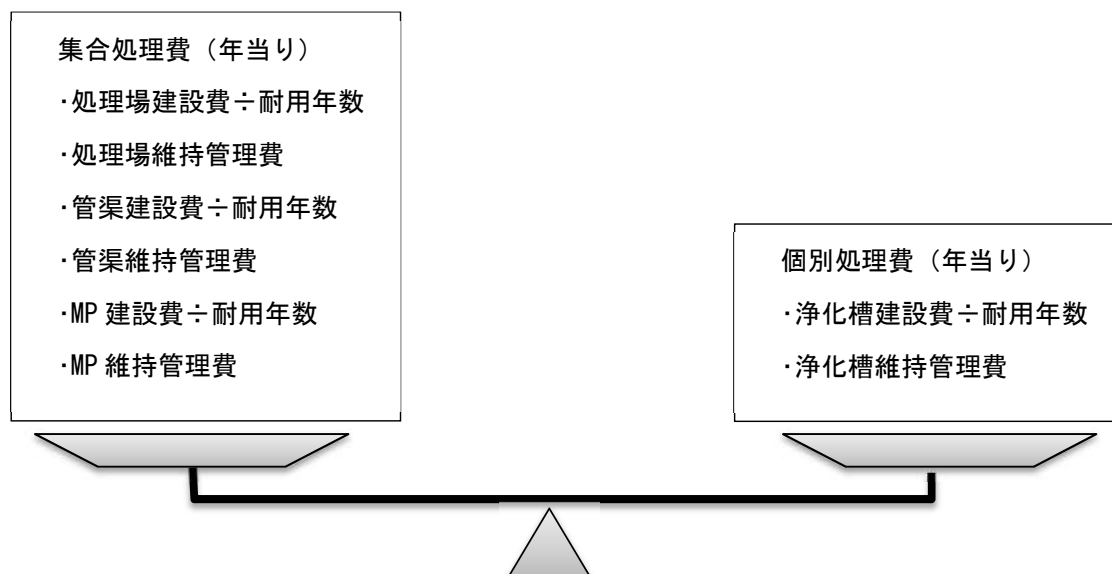 集合処理費（年当り）
・処理場建設費÷耐用年数
・処理場維持管理費
・管渠建設費÷耐用年数
・管渠維持管理費
・MP 建設費÷耐用年数
・MP 維持管理費
個別処理費（年当り）
・浄化槽建設費÷耐用年数
・浄化槽維持管理費